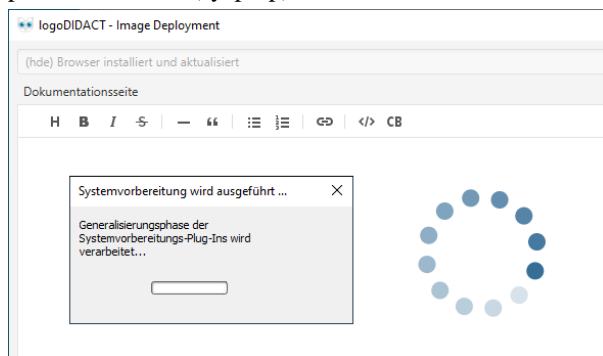 logoDIDACT - Image Deployment
(hde) Browser installiert und aktualisiert
Dokumentationsseite
H B I S — “ </> CB
Systemvorbereitung wird ausgeführt ...
Generalisierungsphase der
Systemvorbereitungs-Plug-Ins wird
verarbeitet...